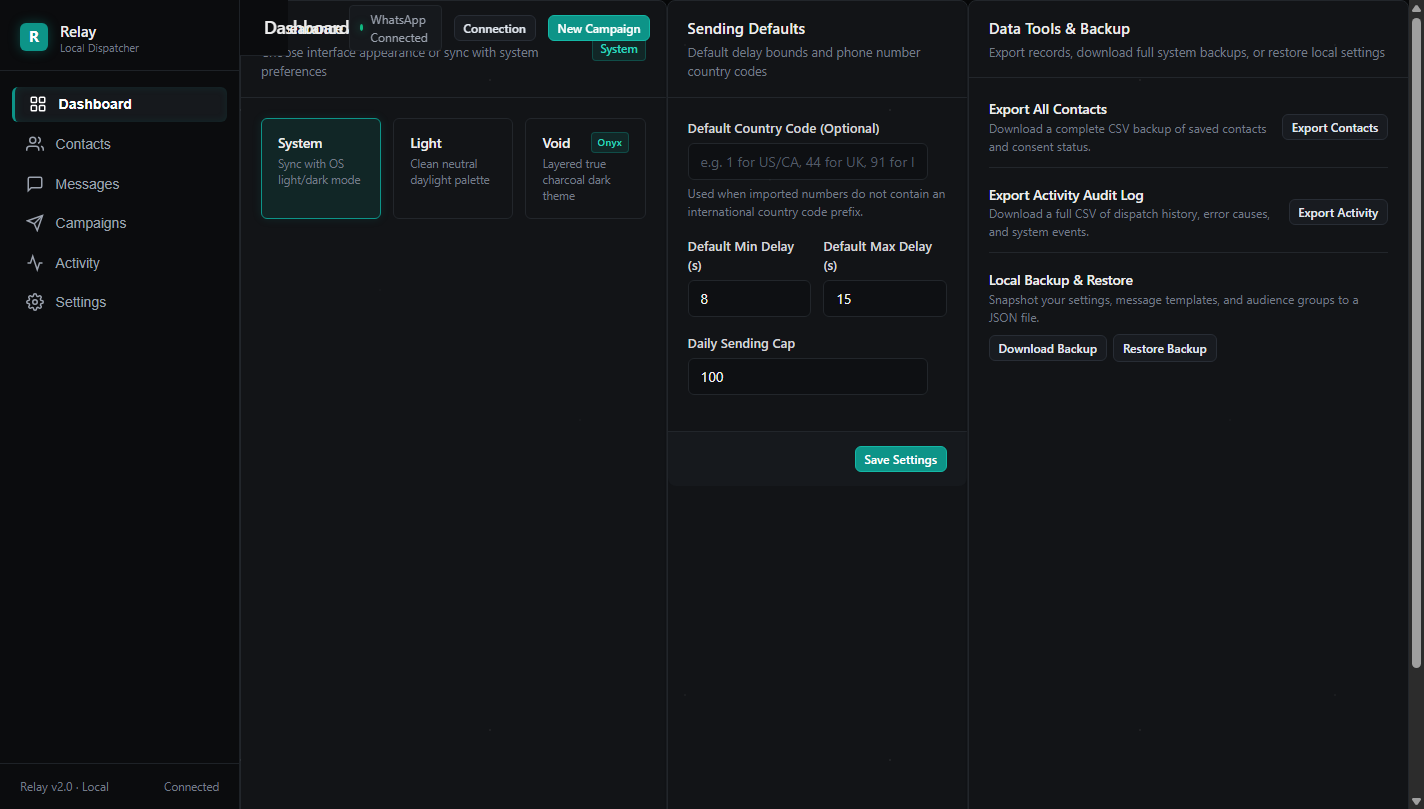 R
Relay
Local Dispatcher
Dashboard
Contacts
Messages
Campaigns
Activity
Settings
Relay v2.0 · Local
Connected
Dashboard
WhatsApp
Connected
Connection
New Campaign
interface appearance or sync with system
preferences
System
System
Sync with OS
light/dark mode
Light
Clean neutral
daylight palette
Void
Onyx
Layered true
charcoal dark
theme
Sending Defaults
Default delay bounds and phone number
country codes
Default Country Code (Optional)
e.g. 1 for US/CA, 44 for UK, 91 for I
Used when imported numbers do not contain an
international country code prefix.
Default Min Delay
(s)
8
Default Max Delay
(s)
15
Daily Sending Cap
100
Save Settings
Data Tools & Backup
Export records, download full system backups, or restore local settings
Export All Contacts
Download a complete CSV backup of saved contacts
and consent status.
Export Contacts
Export Activity Audit Log
Download a full CSV of dispatch history, error causes,
and system events.
Export Activity
Local Backup & Restore
Snapshot your settings, message templates, and audience groups to a
JSON file.
Download Backup
Restore Backup